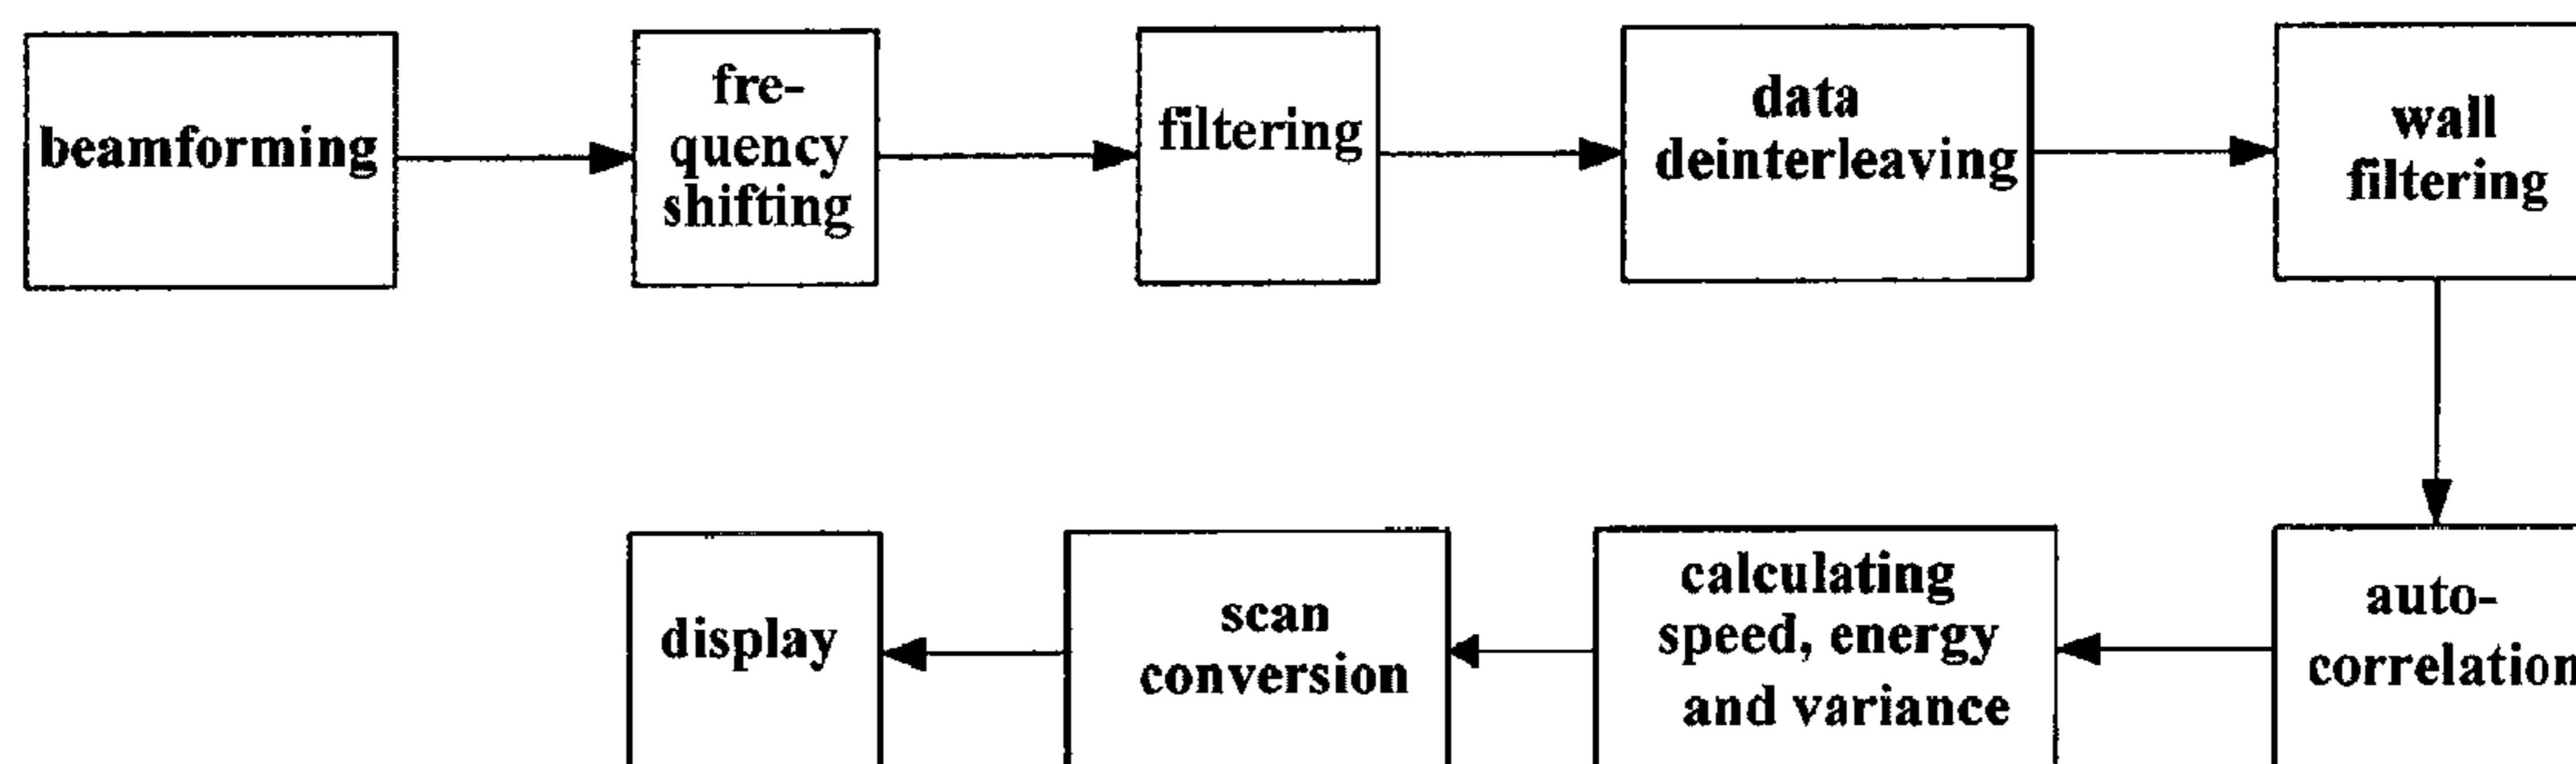 beamforming
fre-
quency
shifting
filtering
data
deinterleaving
wall
filtering
auto-
correlation
calculating
speed, energy
and variance
scan
conversion
display